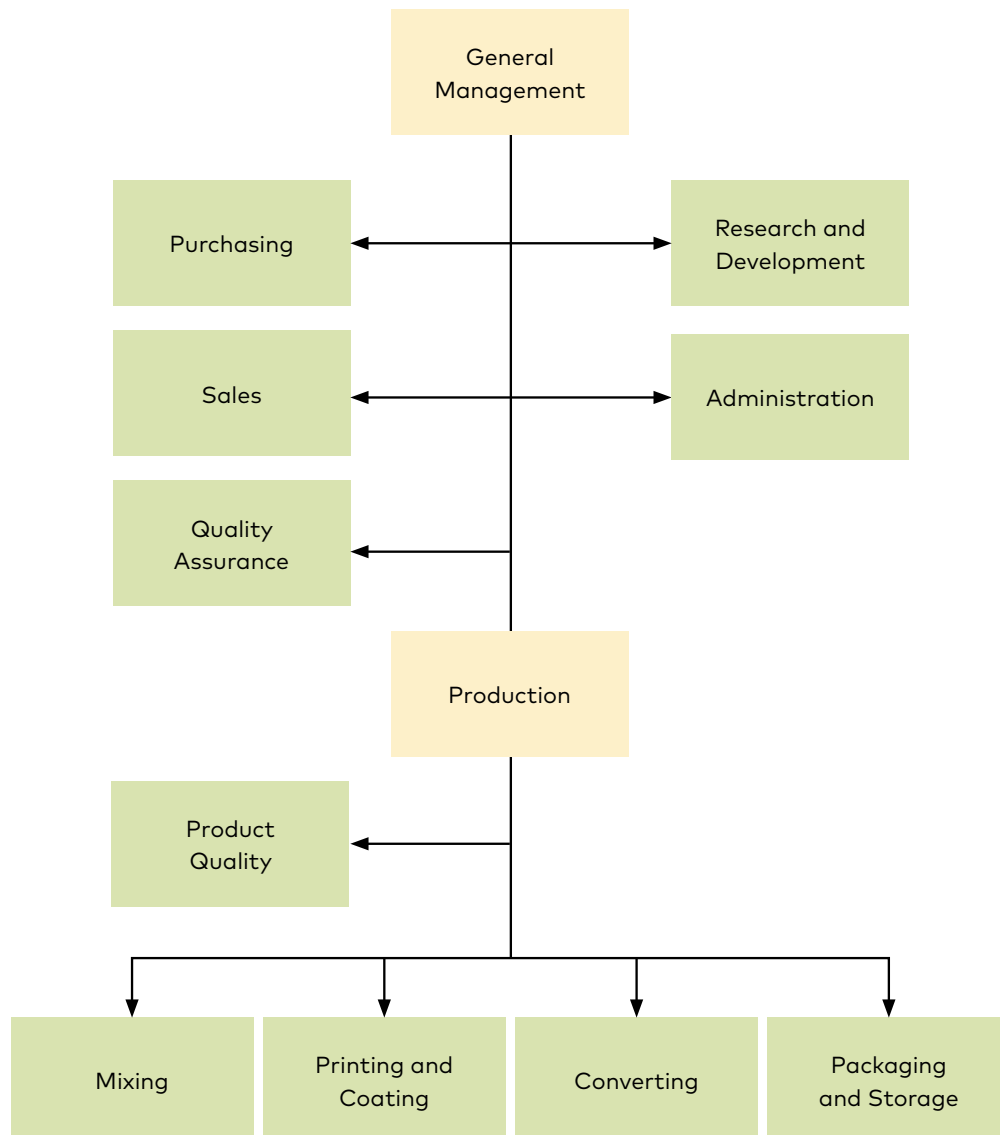 General
Management
Purchasing
Research and
Development
Sales
Administration
Quality
Assurance
Production
Product
Quality
Mixing
Printing and
Coating
Converting
Packaging
and Storage